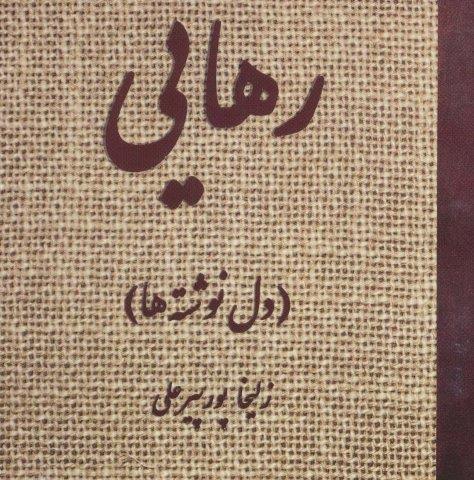 رهایی
(دل نوشته ها)
زلیخا پورپیرعلی